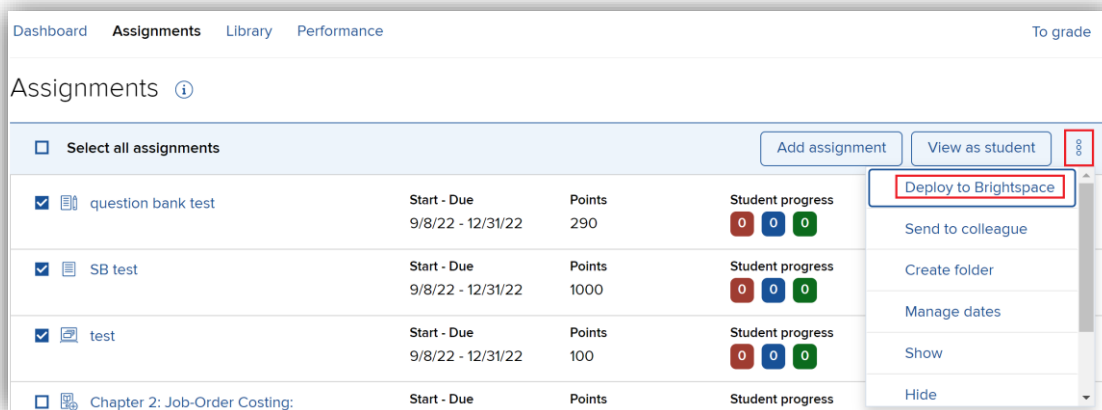 Dashboard Assignments Library Performance To grade
Assignments i
Select all assignments Add assignment View as student
Deploy to Brightspace
question bank test Start - Due Points Student progress
9/8/22 - 12/31/22 290 0 0 0
Send to colleague
SB test Start - Due Points Student progress
Create folder
9/8/22 - 12/31/22 1000 0 0 0
Manage dates
test Start - Due Points Student progress
9/8/22 - 12/31/22 100 0 0 0
Show
Hide
Chapter 2: Job-Order Costing: Start - Due Points Student progress